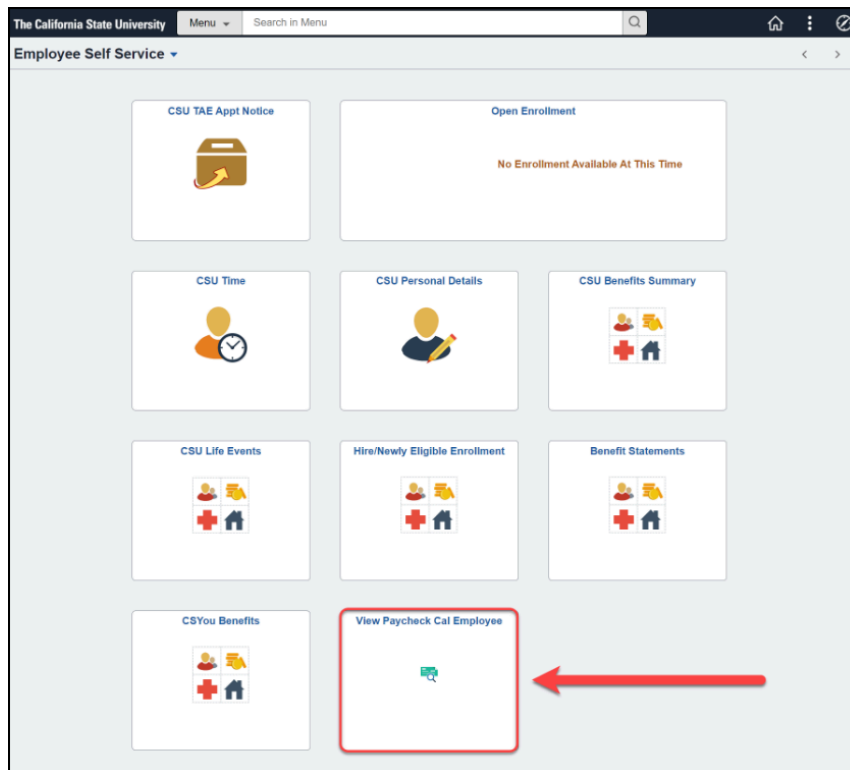 The California State University Menu Search in Menu
Employee Self Service
CSU TAE Appt Notice
Open Enrollment
No Enrollment Available At This Time
CSU Time
CSU Personal Details
CSU Benefits Summary
CSU Life Events
Hire/Newly Eligible Enrollment
Benefit Statements
CSYou Benefits
View Paycheck Cal Employee